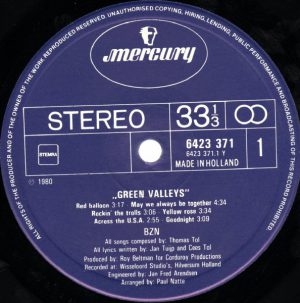 ALL RIGHTS OF THE PRODUCER AND OF THE OWNER OF THE WORK REPRODUCED RESERVED UNAUTHORISED COPYING, HIRING, LENDING, PUBLIC PERFORMANCE AND BROADCASTING OF THIS RECORD PROHIBITED
mercury
STEREO 33 1/3
STEMRA
6423 371
6423 371.1 Y
MADE IN HOLLAND
1
℗ 1980
„GREEN VALLEYS"
Red balloon 3:17 May we always be together 4:34
Rockin' the trolls 3:06 Yellow rose 3:30
Across the U.S.A. 2:55 Goodnight 3:09
BZN
All songs composed by: Thomas Tol
All lyrics written by: Jan Tuijp and Cees Tol
Produced by: Roy Beltman for Corduroy Productions
Recorded at: Wisseloord Studio's, Hilversum Holland
Engineered by: Jon Fred Arendsen
Arranged by: Paul Natte